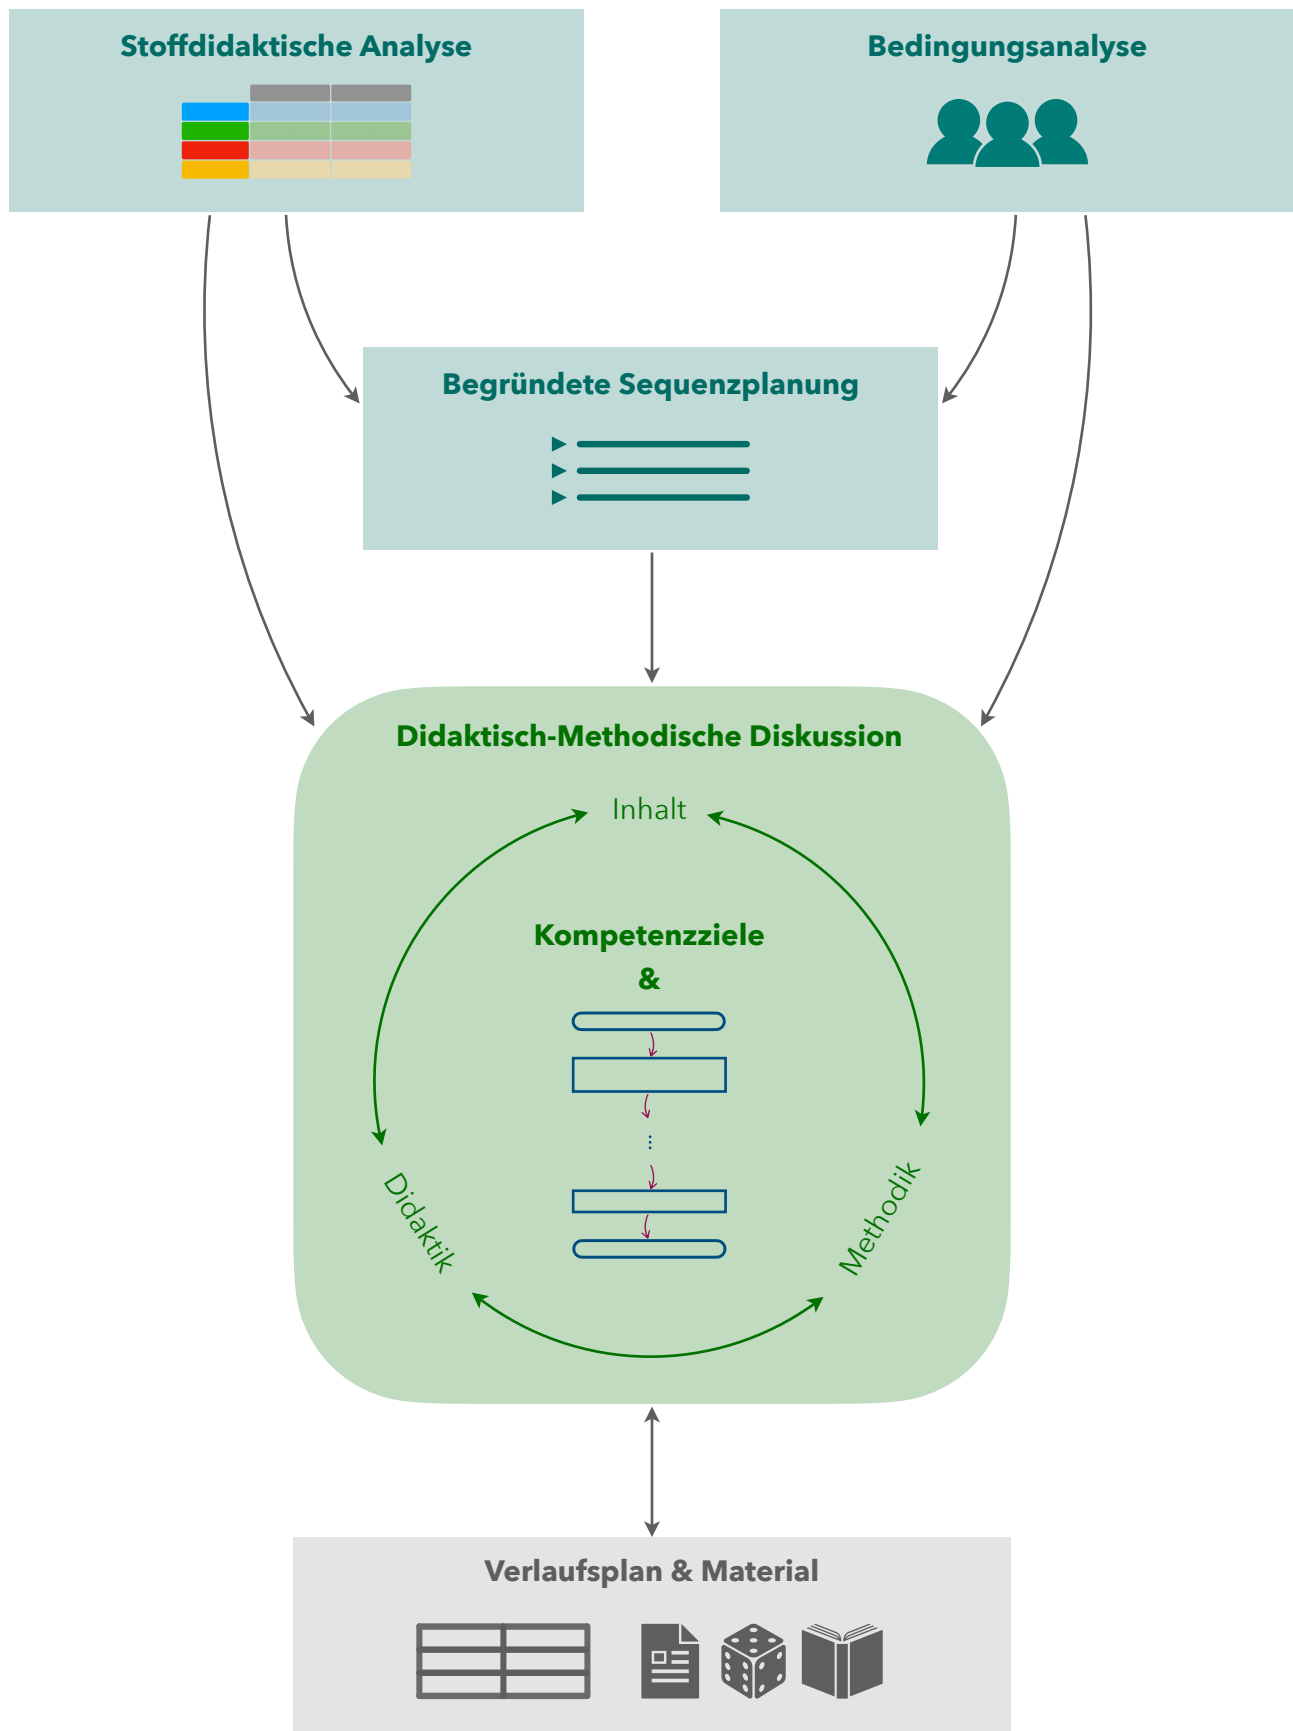 Stoffdidaktische Analyse
Bedingungsanalyse
Begründete Sequenzplanung
Didaktisch-Methodische Diskussion
Inhalt
Kompetenzziele
&
...
Didaktik
Methodik
Verlaufsplan & Material